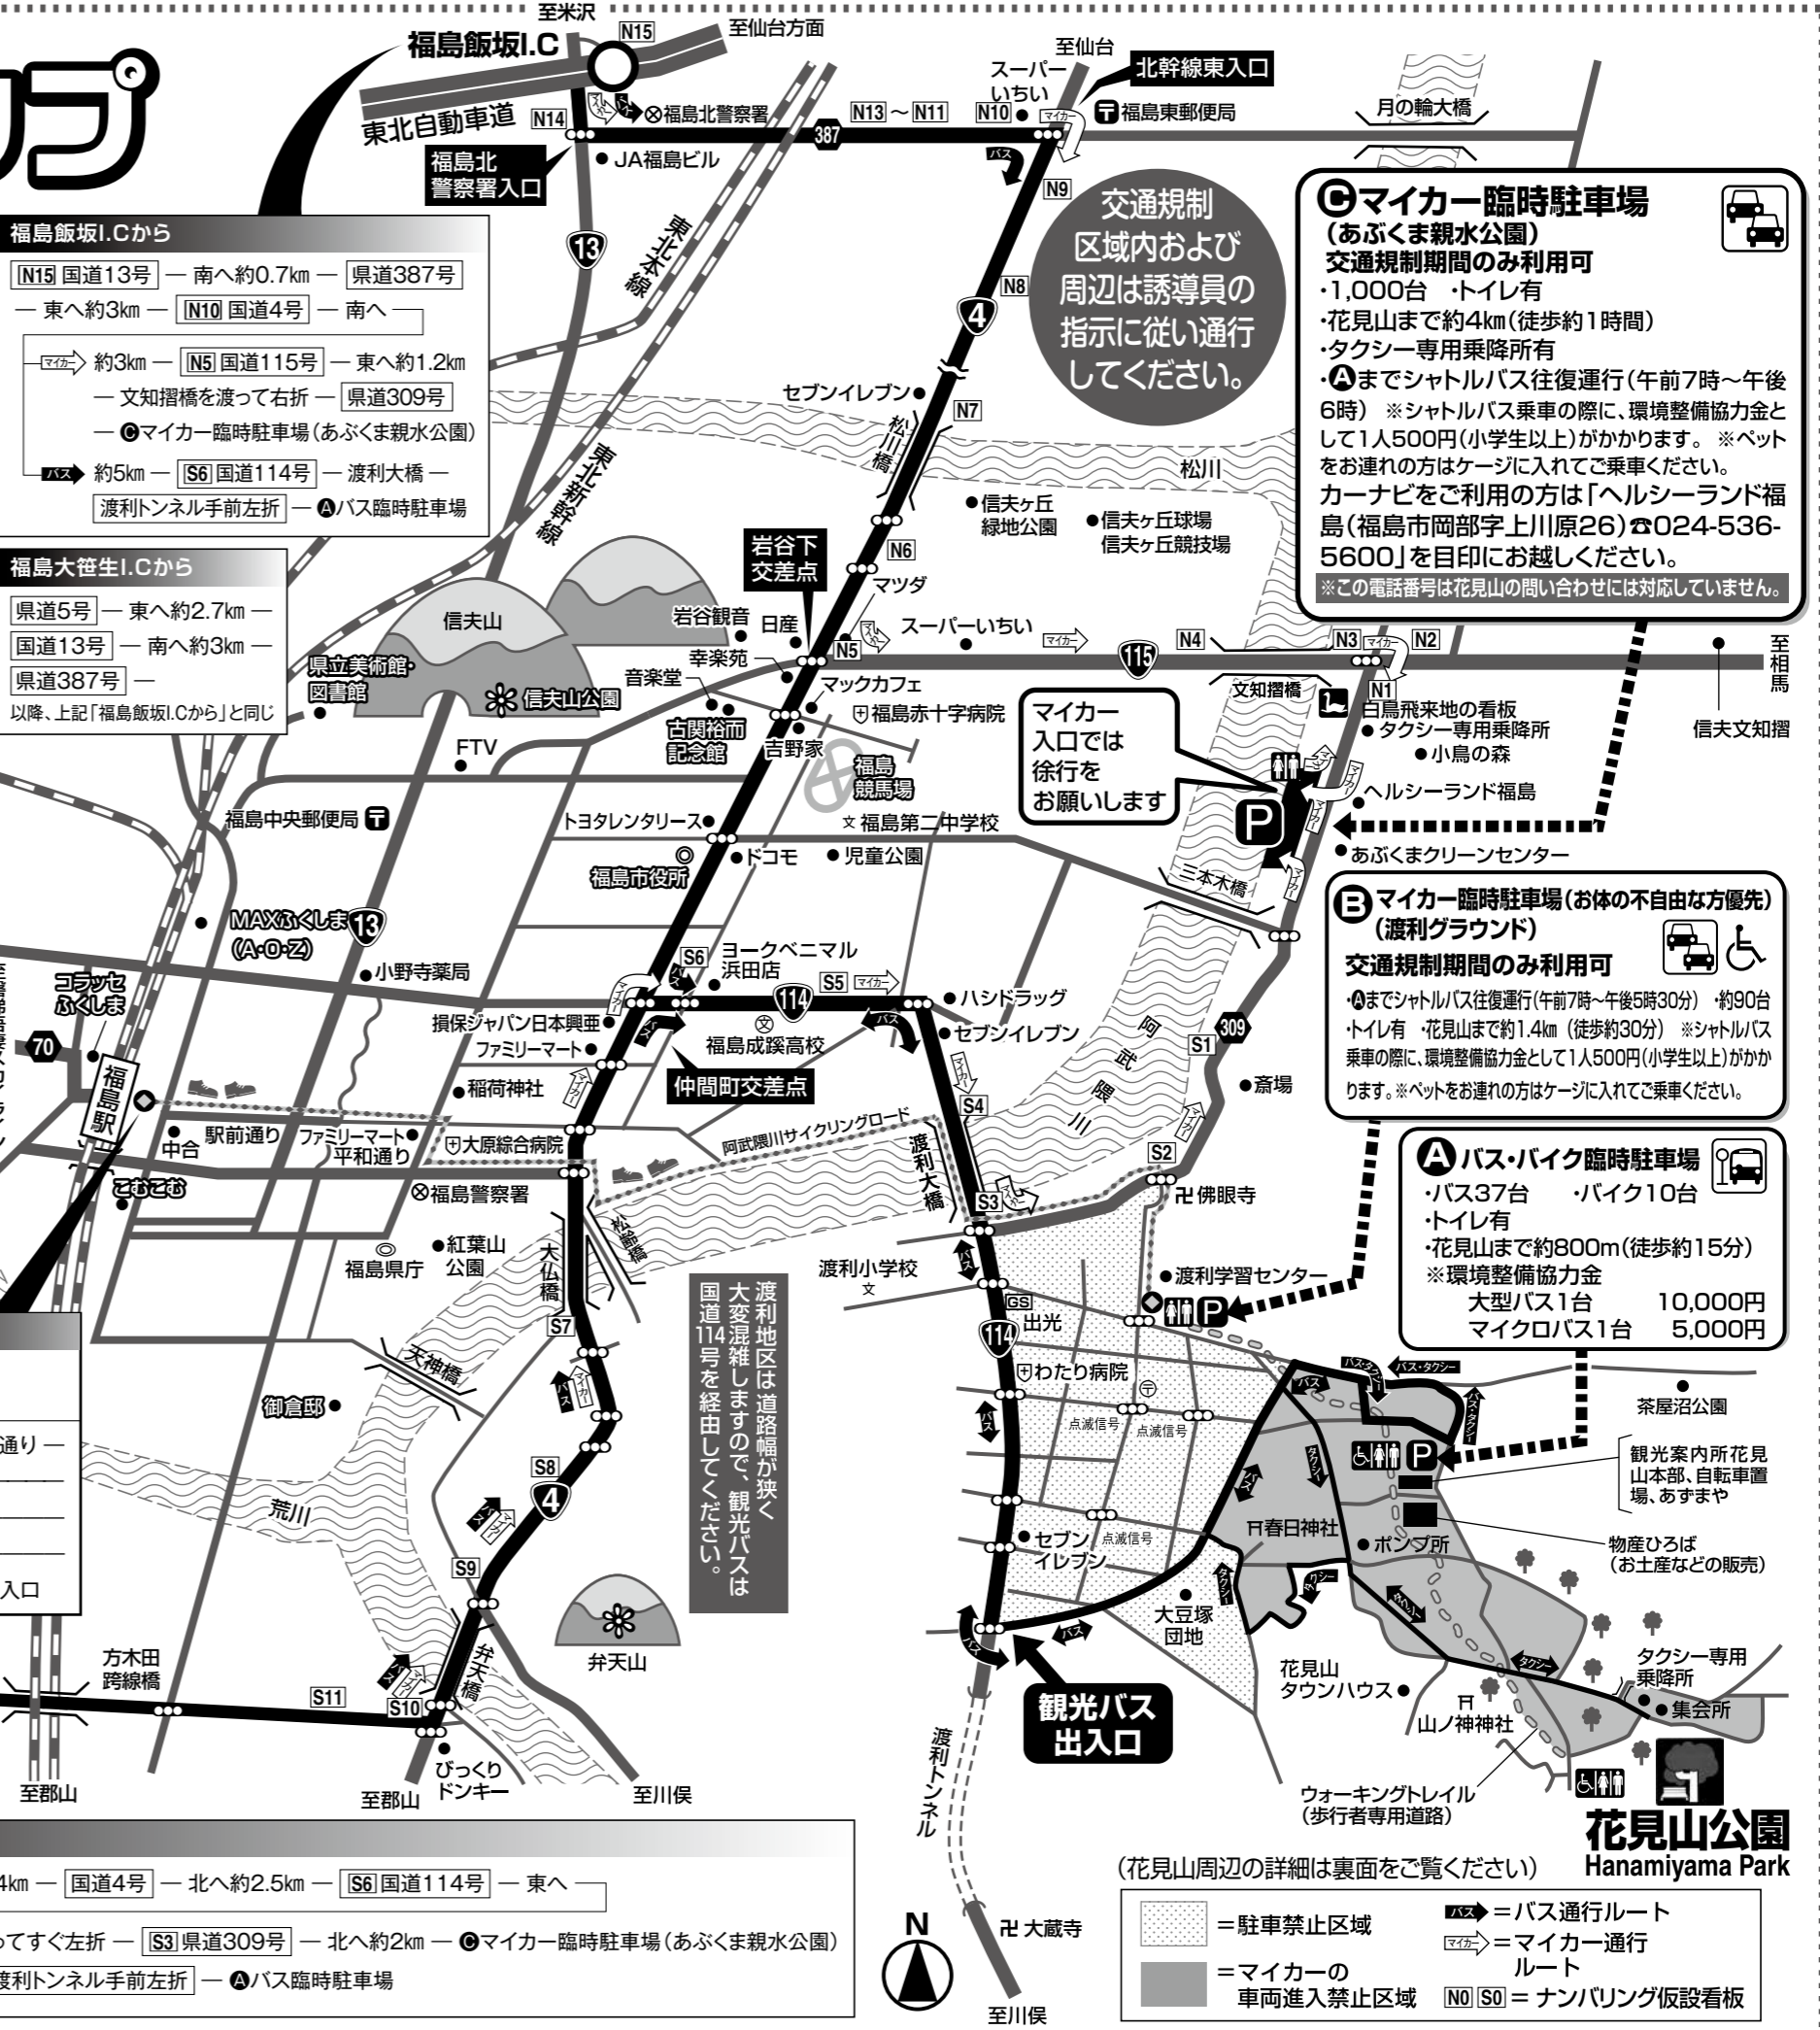 至米沢
福島飯坂I.C
N15
至仙台方面
東北自動車道
N14
福島北警察署
福島北
警察署入口
JA福島ビル
387
N13～N11
N10
スーパー
いちい
至仙台
北幹線東入口
マイカー
福島東郵便局
月の輪大橋
バス
N9
13
東北本線
東北新幹線
N8
4
交通規制
区域内および
周辺は誘導員の
指示に従い通行
してください。
福島飯坂I.Cから
N15 国道13号 ― 南へ約0.7km ― 県道387号
― 東へ約3km ― N10 国道4号 ― 南へ
マイカー 約3km ― N5 国道115号 ― 東へ約1.2km
― 文知摺橋を渡って右折 ― 県道309号
― Ⓒマイカー臨時駐車場(あぶくま親水公園)
バス 約5km ― S6 国道114号 ― 渡利大橋 ―
渡利トンネル手前左折 ― Ⓐバス臨時駐車場
福島大笹生I.Cから
県道5号 ― 東へ約2.7km ―
国道13号 ― 南へ約3km ―
県道387号 ―
以降、上記「福島飯坂I.Cから」と同じ
Ⓒマイカー臨時駐車場
(あぶくま親水公園)
交通規制期間のみ利用可
・1,000台 ・トイレ有
・花見山まで約4km(徒歩約1時間)
・タクシー専用乗降所有
・Ⓐまでシャトルバス往復運行(午前7時～午後
6時) ※シャトルバス乗車の際に、環境整備協力金と
して1人500円(小学生以上)がかかります。 ※ペット
をお連れの方はケージに入れてご乗車ください。
カーナビをご利用の方は「ヘルシーランド福
島(福島市岡部字上川原26)☎024-536-
5600」を目印にお越しください。
※この電話番号は花見山の問い合わせには対応していません。
セブンイレブン
N7
松川橋
松川
信夫ヶ丘
緑地公園
信夫ヶ丘球場
信夫ヶ丘競技場
N6
岩谷下
交差点
マツダ
岩谷観音
日産
N5
スーパーいちい
マイカー
115
N4
N3
マイカー
N2
至相馬
信夫文知摺
信夫山
県立美術館・
図書館
信夫山公園
幸楽苑
音楽堂
マックカフェ
福島赤十字病院
古関裕而
記念館
吉野家
福島
競馬場
FTV
文知摺橋
N1
白鳥飛来地の看板
タクシー専用乗降所
小鳥の森
マイカー
入口では
徐行を
お願いします
ヘルシーランド福島
P
あぶくまクリーンセンター
三本木橋
福島中央郵便局
トヨタレンタリース
福島市役所
ドコモ
児童公園
文 福島第二中学校
MAXふくしま
(A・O・Z)
13
小野寺薬局
コラッセ
ふくしま
70
福島駅
S6
ヨークベニマル
浜田店
S5
マイカー
114
ハシドラッグ
損保ジャパン日本興亜
ファミリーマート
福島成蹊高校
セブンイレブン
仲間町交差点
稲荷神社
S4
阿武隈川
S1
309
斎場
S2
Ⓑマイカー臨時駐車場(お体の不自由な方優先)
(渡利グラウンド)
交通規制期間のみ利用可
・Ⓐまでシャトルバス往復運行(午前7時～午後5時30分) ・約90台
・トイレ有 ・花見山まで約1.4km (徒歩約30分) ※シャトルバス
乗車の際に、環境整備協力金として1人500円(小学生以上)がかか
ります。※ペットをお連れの方はケージに入れてご乗車ください。
中合
駅前通り
ファミリーマート
平和通り
大原綜合病院
阿武隈川サイクリングロード
渡利大橋
こむこむ
福島警察署
S3
佛眼寺
福島県庁
紅葉山
公園
松齢橋
大仏橋
S7
渡利小学校
文
渡利学習センター
P
Ⓐバス・バイク臨時駐車場
・バス37台 ・バイク10台
・トイレ有
・花見山まで約800m(徒歩約15分)
※環境整備協力金
大型バス1台 10,000円
マイクロバス1台 5,000円
GS
出光
114
わたり病院
点滅信号
点滅信号
点滅信号
渡利地区は道路幅が狭く
大変混雑しますので、観光バスは
国道114号を経由してください。
天神橋
御倉邸
荒川
S8
4
S9
弁天橋
弁天山
S10
S11
方木田
跨線橋
びっくり
ドンキー
至郡山
至郡山
至川俣
通り ―
入口
バス・タクシー
バス・タクシー
バス・タクシー
タクシー
茶屋沼公園
P
観光案内所花見
山本部、自転車置
場、あずまや
物産ひろば
(お土産などの販売)
春日神社
ポンプ所
セブン
イレブン
大豆塚
団地
観光バス
出入口
花見山
タウンハウス
山ノ神神社
タクシー
タクシー専用
乗降所
集会所
ウォーキングトレイル
(歩行者専用道路)
花見山公園
Hanamiyama Park
渡利トンネル
4km ― 国道4号 ― 北へ約2.5km ― S6 国道114号 ― 東へ
ってすぐ左折 ― S3 県道309号 ― 北へ約2km ― Ⓒマイカー臨時駐車場(あぶくま親水公園)
渡利トンネル手前左折 ― Ⓐバス臨時駐車場
N
卍 大蔵寺
至川俣
(花見山周辺の詳細は裏面をご覧ください)
=駐車禁止区域
=マイカーの
車両進入禁止区域
バス =バス通行ルート
マイカー =マイカー通行
ルート
N0 S0 = ナンバリング仮設看板